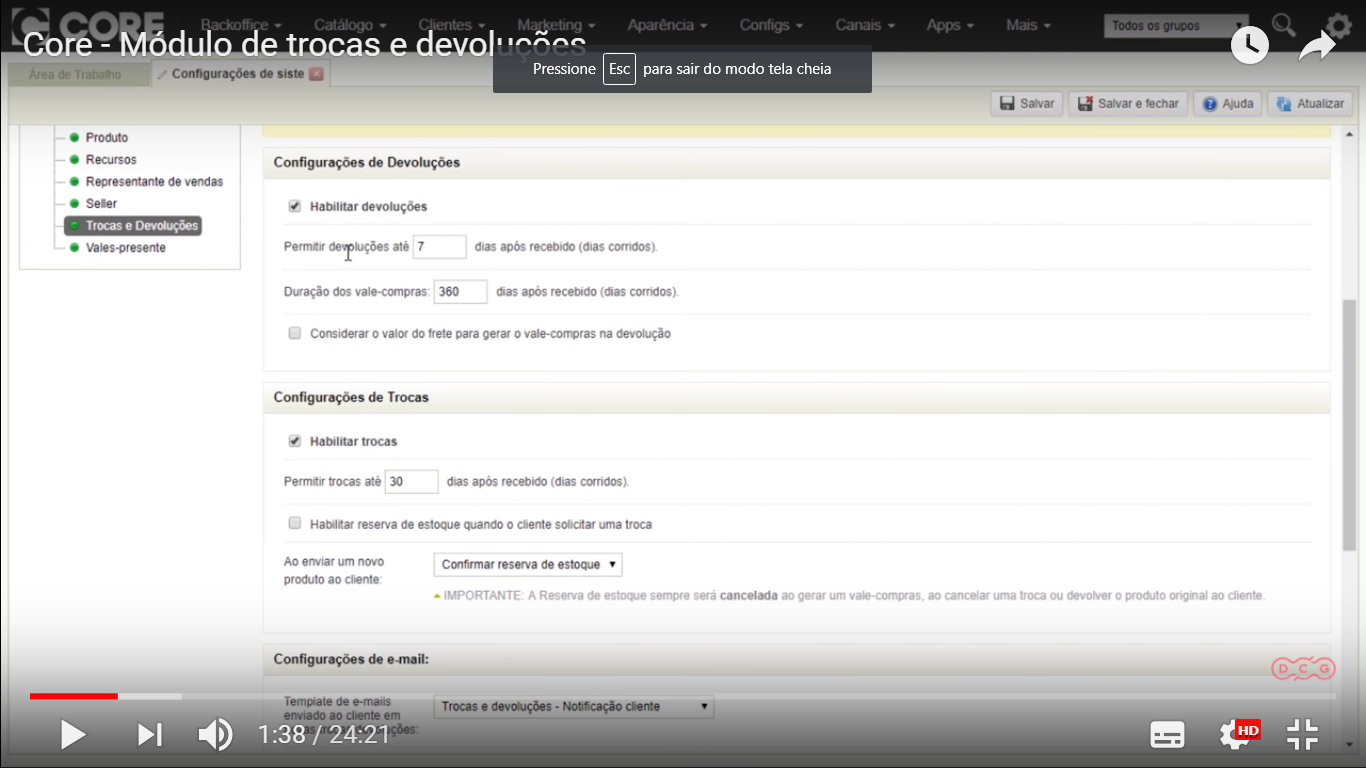 CORE Backoffice Catálogo Clientes Marketing Aparência Configs Canais Apps Mais Todos os grupos
Core - Módulo de trocas e devoluções
Pressione Esc para sair do modo tela cheia
Área de Trabalho Configurações de siste
Salvar Salvar e fechar Ajuda Atualizar
Produto
Recursos
Representante de vendas
Seller
Trocas e Devoluções
Vales-presente
Configurações de Devoluções
Habilitar devoluções
Permitir devoluções até 7 dias após recebido (dias corridos).
Duração dos vale-compras: 360 dias após recebido (dias corridos).
Considerar o valor do frete para gerar o vale-compras na devolução
Configurações de Trocas
Habilitar trocas
Permitir trocas até 30 dias após recebido (dias corridos).
Habilitar reserva de estoque quando o cliente solicitar uma troca
Ao enviar um novo
produto ao cliente:
Confirmar reserva de estoque
IMPORTANTE: A Reserva de estoque sempre será cancelada ao gerar um vale-compras, ao cancelar uma troca ou devolver o produto original ao cliente.
Configurações de e-mail:
DCG
Template de e-mails
enviado ao cliente em
devoluções:
Trocas e devoluções - Notificação cliente
1:38 / 24:21
HD